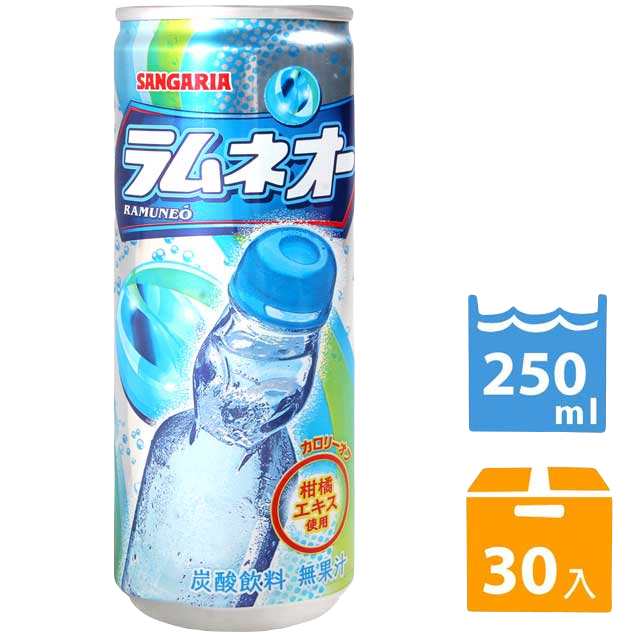 SANGARIA
ラムネオー
RAMUNEÓ
カロリーオフ
柑橘
エキス
使用
炭酸飲料 無果汁
250
ml
30入